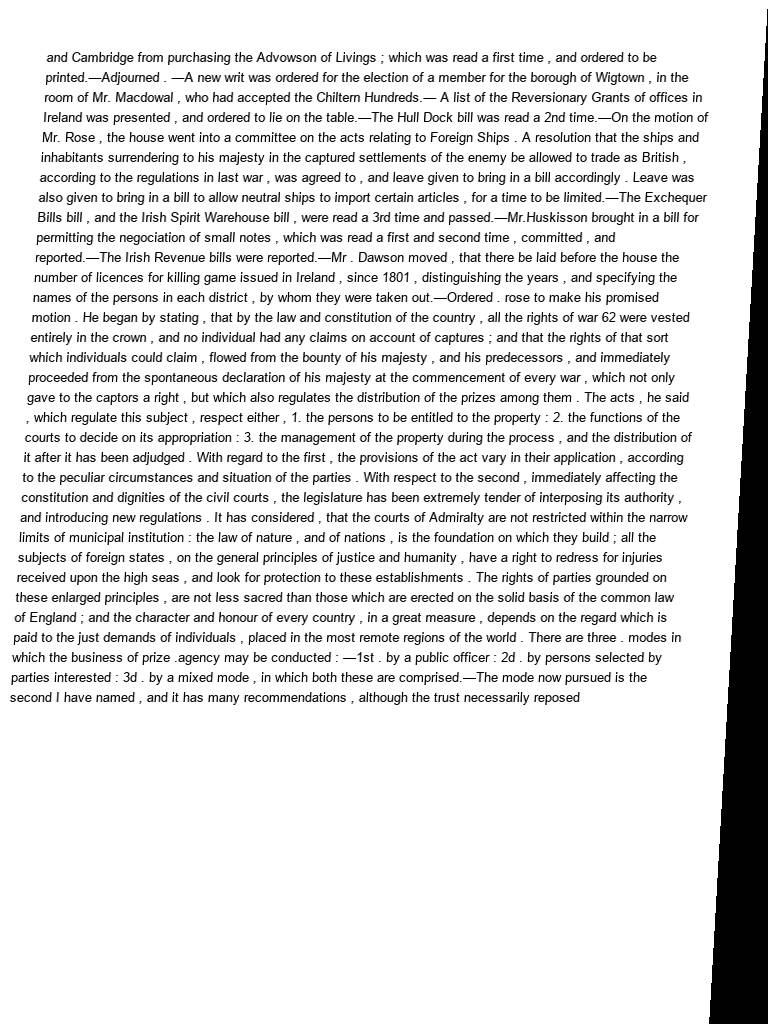 and Cambridge from purchasing the Advowson of Livings ; which was read a first time , and ordered to be
printed.—Adjourned . —A new writ was ordered for the election of a member for the borough of Wigtown , in the
room of Mr. Macdowal , who had accepted the Chiltern Hundreds.— A list of the Reversionary Grants of offices in
Ireland was presented , and ordered to lie on the table.—The Hull Dock bill was read a 2nd time.—On the motion of
Mr. Rose , the house went into a committee on the acts relating to Foreign Ships . A resolution that the ships and
inhabitants surrendering to his majesty in the captured settlements of the enemy be allowed to trade as British ,
according to the regulations in last war , was agreed to , and leave given to bring in a bill accordingly . Leave was
also given to bring in a bill to allow neutral ships to import certain articles , for a time to be limited.—The Exchequer
Bills bill , and the Irish Spirit Warehouse bill , were read a 3rd time and passed.—Mr.Huskisson brought in a bill for
permitting the negociation of small notes , which was read a first and second time , committed , and
reported.—The Irish Revenue bills were reported.—Mr . Dawson moved , that there be laid before the house the
number of licences for killing game issued in Ireland , since 1801 , distinguishing the years , and specifying the
names of the persons in each district , by whom they were taken out.—Ordered . rose to make his promised
motion . He began by stating , that by the law and constitution of the country , all the rights of war 62 were vested
entirely in the crown , and no individual had any claims on account of captures ; and that the rights of that sort
which individuals could claim , flowed from the bounty of his majesty , and his predecessors , and immediately
proceeded from the spontaneous declaration of his majesty at the commencement of every war , which not only
gave to the captors a right , but which also regulates the distribution of the prizes among them . The acts , he said
, which regulate this subject , respect either , 1. the persons to be entitled to the property : 2. the functions of the
courts to decide on its appropriation : 3. the management of the property during the process , and the distribution of
it after it has been adjudged . With regard to the first , the provisions of the act vary in their application , according
to the peculiar circumstances and situation of the parties . With respect to the second , immediately affecting the
constitution and dignities of the civil courts , the legislature has been extremely tender of interposing its authority ,
and introducing new regulations . It has considered , that the courts of Admiralty are not restricted within the narrow
limits of municipal institution : the law of nature , and of nations , is the foundation on which they build ; all the
subjects of foreign states , on the general principles of justice and humanity , have a right to redress for injuries
received upon the high seas , and look for protection to these establishments . The rights of parties grounded on
these enlarged principles , are not less sacred than those which are erected on the solid basis of the common law
of England ; and the character and honour of every country , in a great measure , depends on the regard which is
paid to the just demands of individuals , placed in the most remote regions of the world . There are three . modes in
which the business of prize .agency may be conducted : —1st . by a public officer : 2d . by persons selected by
parties interested : 3d . by a mixed mode , in which both these are comprised.—The mode now pursued is the
second I have named , and it has many recommendations , although the trust necessarily reposed